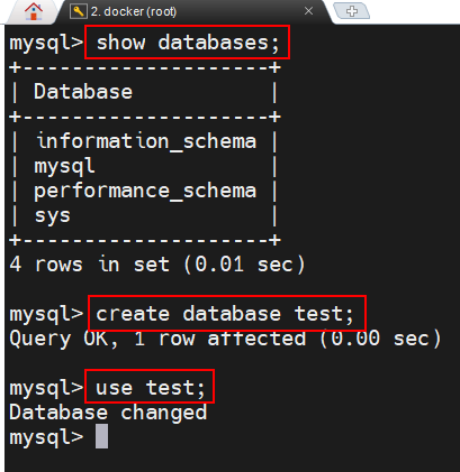 2. docker (root)
mysql> show databases;
+--------------------+
| Database           |
+--------------------+
| information_schema |
| mysql              |
| performance_schema |
| sys                |
+--------------------+
4 rows in set (0.01 sec)
mysql> create database test;
Query OK, 1 row affected (0.00 sec)
mysql> use test;
Database changed
mysql>